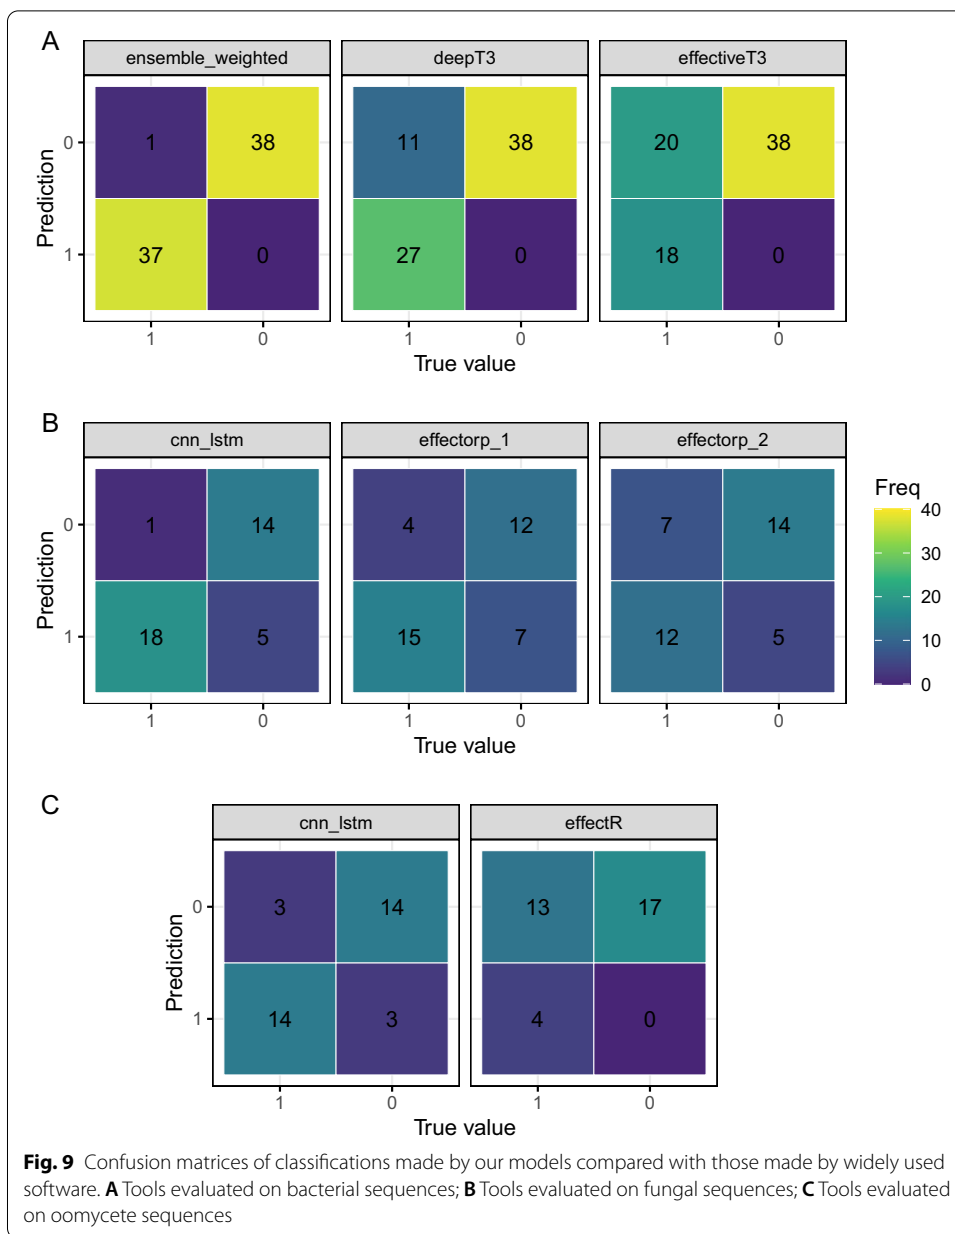 A
ensemble_weighted deepT3 effectiveT3
0 1 38 11 38 20 38
Prediction
1 37 0 27 0 18 0
1 0 1 0 1 0
True value
B
cnn_lstm effectorp_1 effectorp_2
0 1 14 4 12 7 14
Prediction
1 18 5 15 7 12 5
1 0 1 0 1 0
True value
Freq
40
30
20
10
0
C
cnn_lstm effectR
0 3 14 13 17
Prediction
1 14 3 4 0
1 0 1 0
True value
Fig. 9 Confusion matrices of classifications made by our models compared with those made by widely used
software. A Tools evaluated on bacterial sequences; B Tools evaluated on fungal sequences; C Tools evaluated
on oomycete sequences